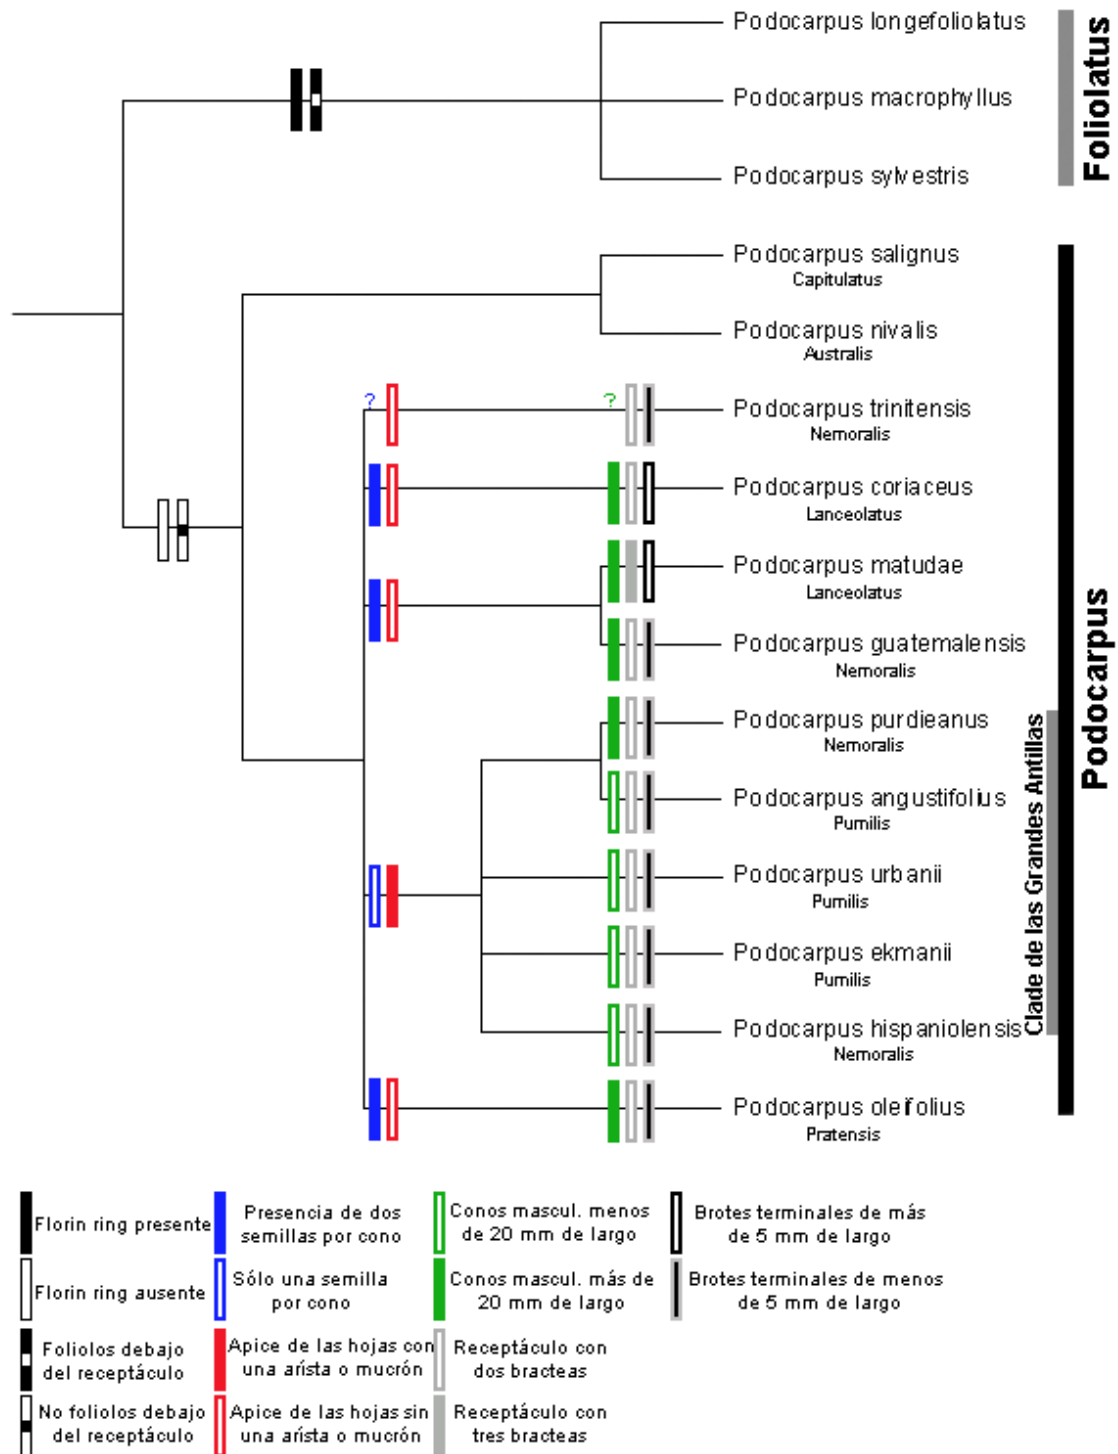 Podocarpus longefoliolatus
Podocarpus macrophyllus
Podocarpus sylvestris
Foliolatus
Podocarpus salignus
Capitulatus
Podocarpus nivalis
Australis
?
?
Podocarpus trinitensis
Nemoralis
Podocarpus coriaceus
Lanceolatus
Podocarpus matudae
Lanceolatus
Podocarpus guatemalensis
Nemoralis
Podocarpus purdieanus
Nemoralis
Podocarpus angustifolius
Pumilis
Podocarpus urbanii
Pumilis
Podocarpus ekmanii
Pumilis
Podocarpus hispaniolensis
Nemoralis
Podocarpus oleifolius
Pratensis
Clade de las Grandes Antillas
Podocarpus
Florin ring presente
Florin ring ausente
Foliolos debajo
del receptáculo
No foliolos debajo
del receptáculo
Presencia de dos
semillas por cono
Sólo una semilla
por cono
Apice de las hojas con
una arísta o mucrón
Apice de las hojas sin
una arísta o mucrón
Conos mascul. menos
de 20 mm de largo
Conos mascul. más de
20 mm de largo
Receptáculo con
dos bracteas
Receptáculo con
tres bracteas
Brotes terminales de más
de 5 mm de largo
Brotes terminales de menos
de 5 mm de largo